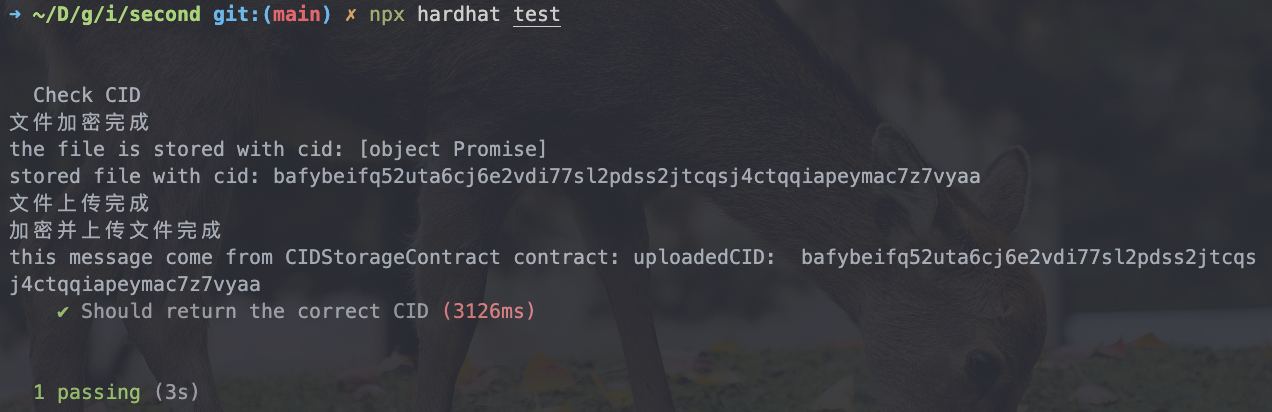 ➜ ~/D/g/i/second git:(main) ✗ npx hardhat test
Check CID
文件加密完成
the file is stored with cid: [object Promise]
stored file with cid: bafybeifq52uta6cj6e2vdi77sl2pdss2jtcqsj4ctqqiapeymac7z7vyaa
文件上传完成
加密并上传文件完成
this message come from CIDStorageContract contract: uploadedCID:  bafybeifq52uta6cj6e2vdi77sl2pdss2jtcqs
j4ctqqiapeymac7z7vyaa
✔ Should return the correct CID (3126ms)
1 passing (3s)